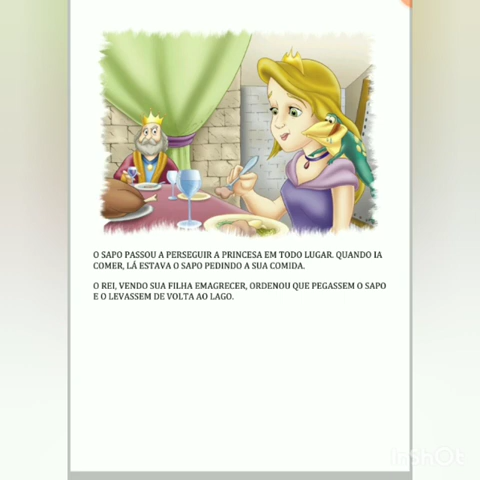 O SAPO PASSOU A PERSEGUIR A PRINCESA EM TODO LUGAR. QUANDO IA
COMER, LÁ ESTAVA O SAPO PEDINDO A SUA COMIDA.
O REI, VENDO SUA FILHA EMAGRECER, ORDENOU QUE PEGASSEM O SAPO
E O LEVASSEM DE VOLTA AO LAGO.
InShOt